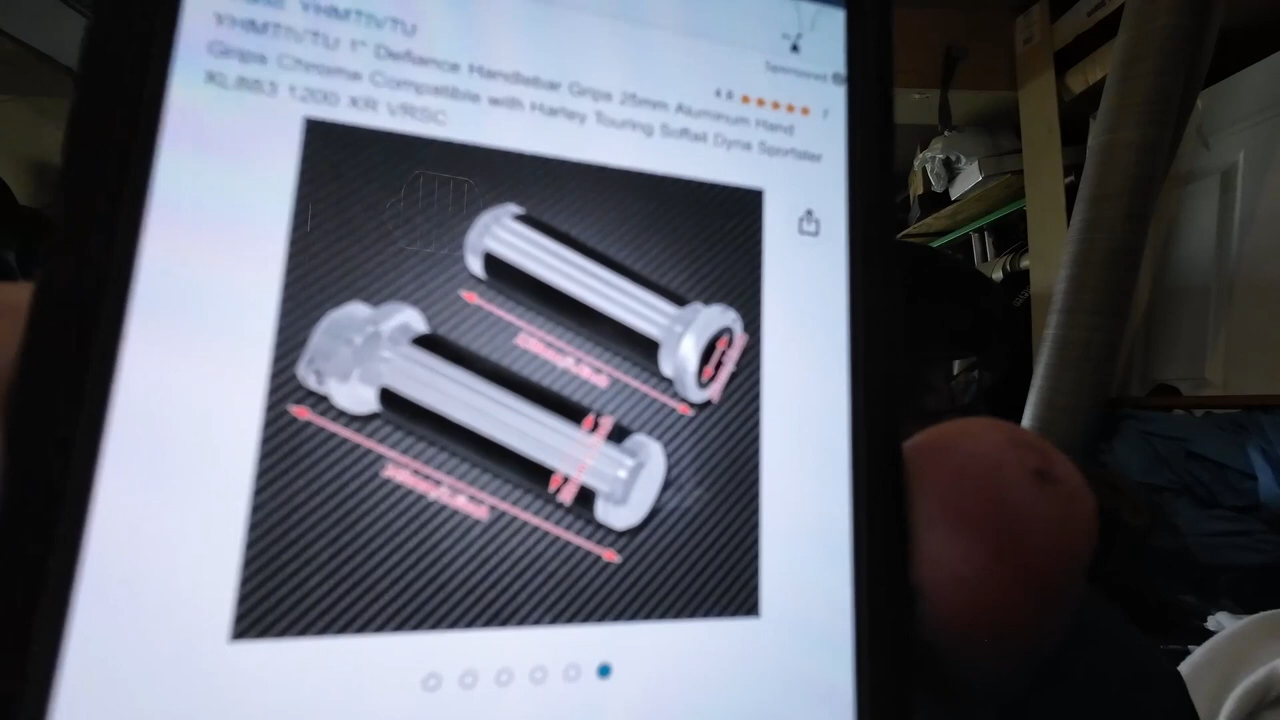 YHMTIVTU
YHMTIVTU 1" Defiance Handlebar Grips 25mm Aluminum Hand
Grips Chrome Compatible with Harley Touring Softail Dyna Sportster
XL883 1200 XR VRSC
Sponsored
4.8
7